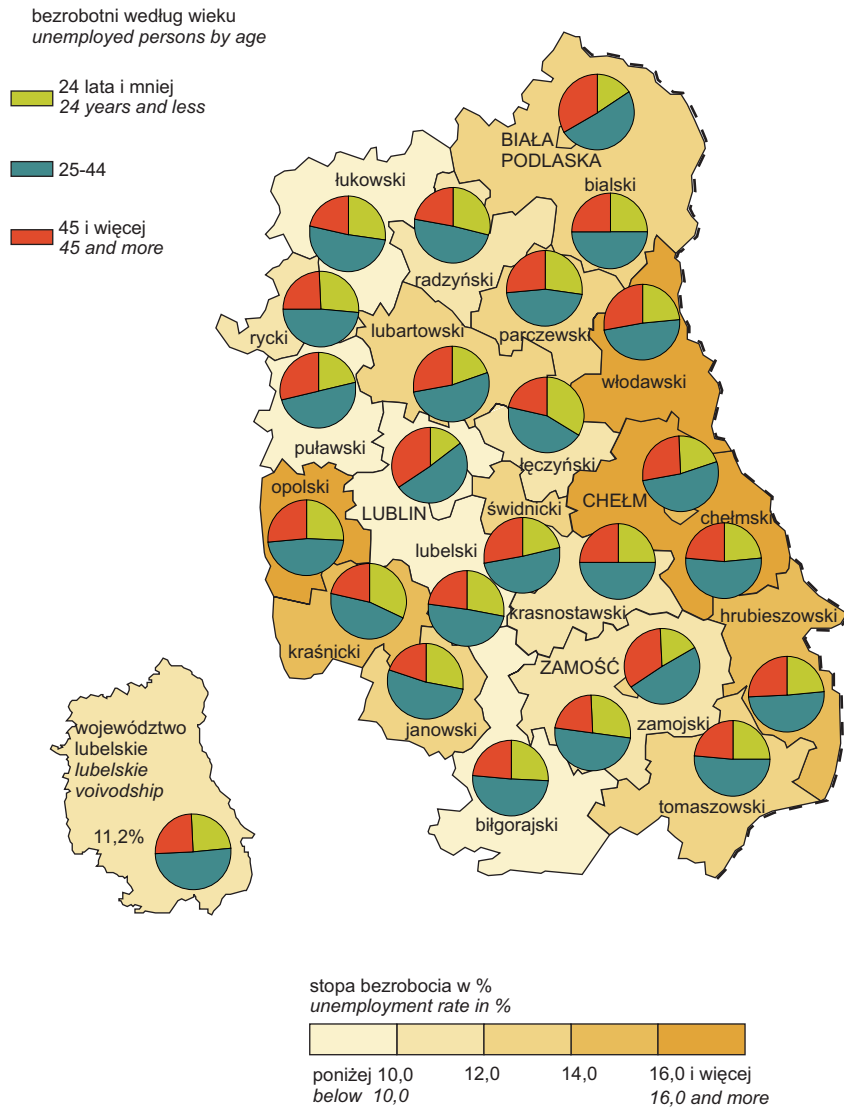 bezrobotni według wieku
unemployed persons by age
24 lata i mniej
24 years and less
25-44
45 i więcej
45 and more
BIAŁA
PODLASKA
bialski
łukowski
radzyński
rycki
lubartowski
parczewski
włodawski
puławski
łęczyński
opolski
LUBLIN
świdnicki
CHEŁM
chełmski
lubelski
krasnostawski
hrubieszowski
kraśnicki
ZAMOŚĆ
zamojski
janowski
tomaszowski
biłgorajski
województwo
lubelskie
lubelskie
voivodship
11,2%
stopa bezrobocia w %
unemployment rate in %
poniżej 10,0 12,0 14,0 16,0 i więcej
below 10,0 16,0 and more